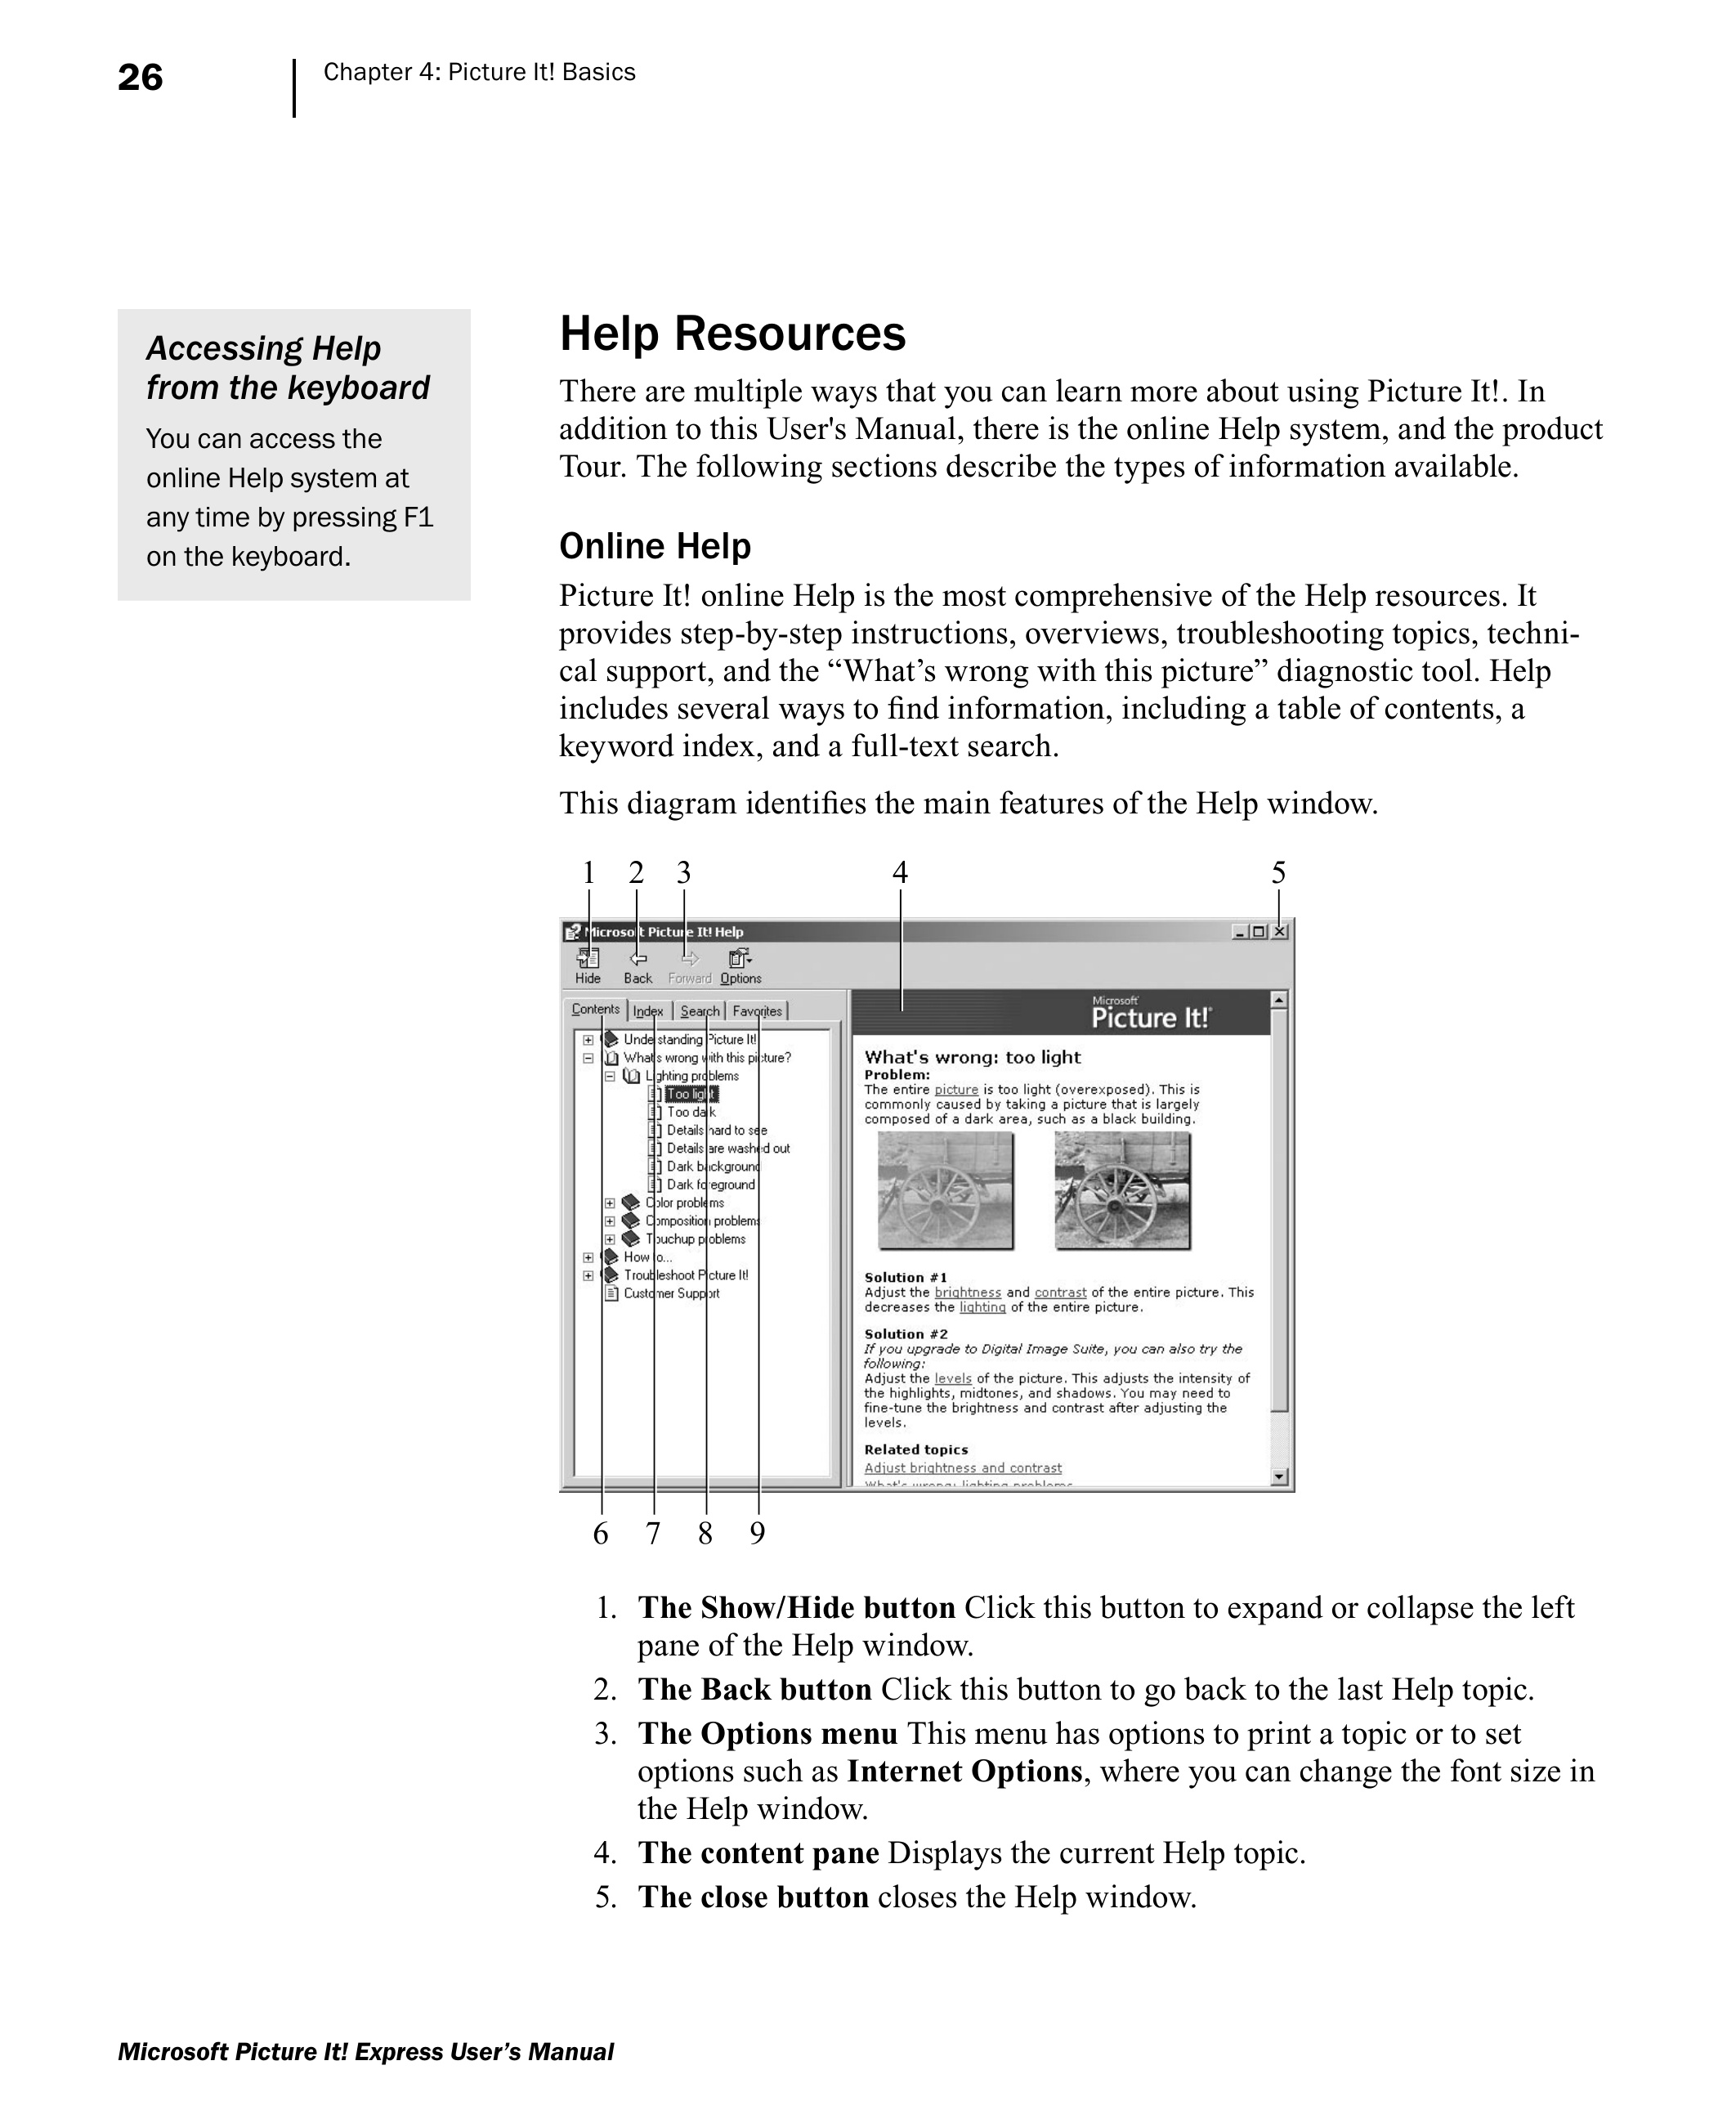 26
Chapter 4: Picture It! Basics
Accessing Help
from the keyboard
You can access the
online Help system at
any time by pressing F1
on the keyboard.
Help Resources
There are multiple ways that you can learn more about using Picture It!. In
addition to this User's Manual, there is the online Help system, and the product
Tour. The following sections describe the types of information available.
Online Help
Picture It! online Help is the most comprehensive of the Help resources. It
provides step-by-step instructions, overviews, troubleshooting topics, techni-
cal support, and the “What’s wrong with this picture” diagnostic tool. Help
includes several ways to find information, including a table of contents, a
keyword index, and a full-text search.
This diagram identifies the main features of the Help window.
1 2 3 4 5
Microsoft Picture It! Help
Hide Back Forward Options
Contents Index Search Favorites
Understanding Picture It!
What's wrong with this picture?
Lighting problems
Too light
Too dark
Details hard to see
Details are washed out
Dark background
Dark foreground
Color problems
Composition problems
Touchup problems
How to...
Troubleshoot Picture It!
Customer Support
Microsoft
Picture It!
What's wrong: too light
Problem:
The entire picture is too light (overexposed). This is
commonly caused by taking a picture that is largely
composed of a dark area, such as a black building.
Solution #1
Adjust the brightness and contrast of the entire picture. This
decreases the lighting of the entire picture.
Solution #2
If you upgrade to Digital Image Suite, you can also try the
following:
Adjust the levels of the picture. This adjusts the intensity of
the highlights, midtones, and shadows. You may need to
fine-tune the brightness and contrast after adjusting the
levels.
Related topics
Adjust brightness and contrast
What's wrong: lighting problems
6 7 8 9
1. The Show/Hide button Click this button to expand or collapse the left
pane of the Help window.
2. The Back button Click this button to go back to the last Help topic.
3. The Options menu This menu has options to print a topic or to set
options such as Internet Options, where you can change the font size in
the Help window.
4. The content pane Displays the current Help topic.
5. The close button closes the Help window.
Microsoft Picture It! Express User’s Manual